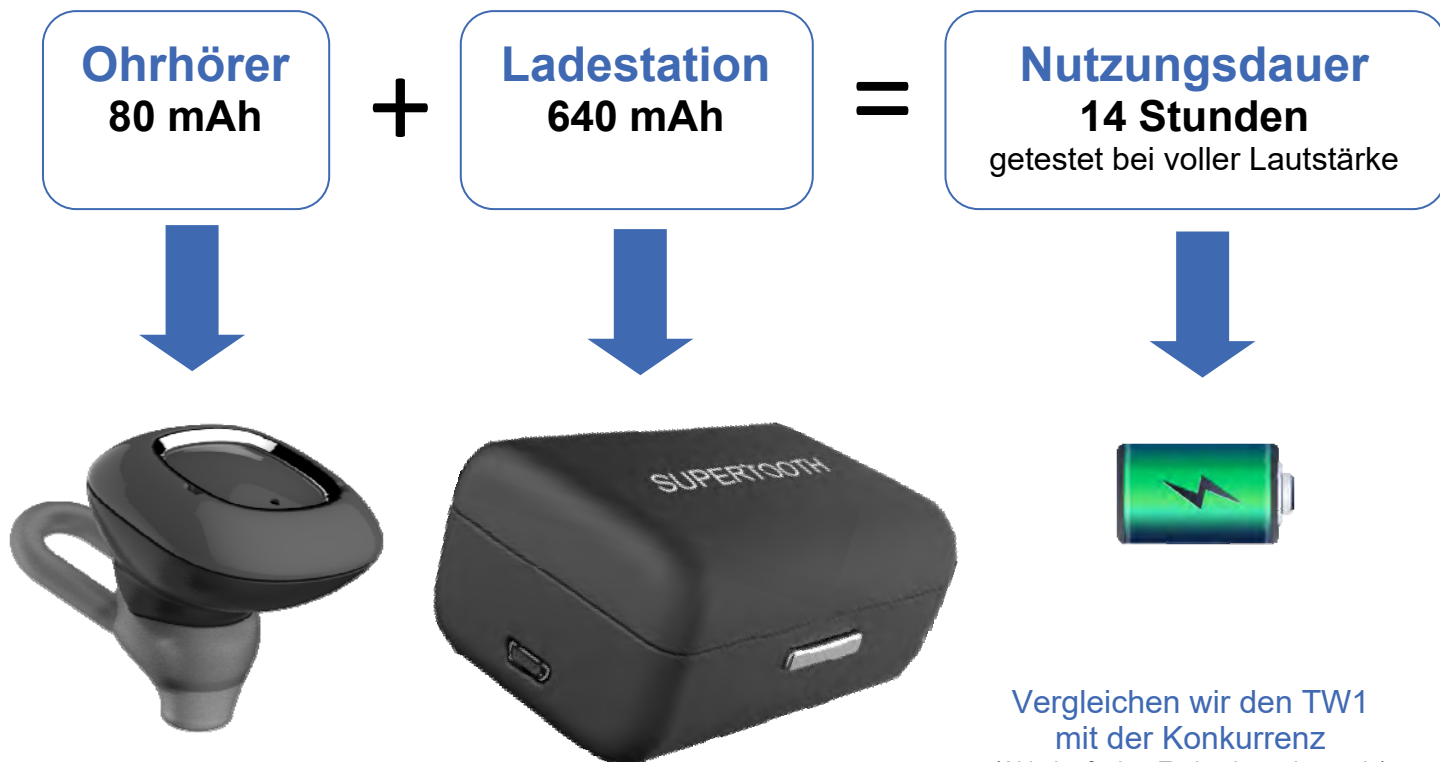 Ohrhörer
80 mAh
+
Ladestation
640 mAh
=
Nutzungsdauer
14 Stunden
getestet bei voller Lautstärke
SUPERTOOTH
Vergleichen wir den TW1
mit der Konkurrenz